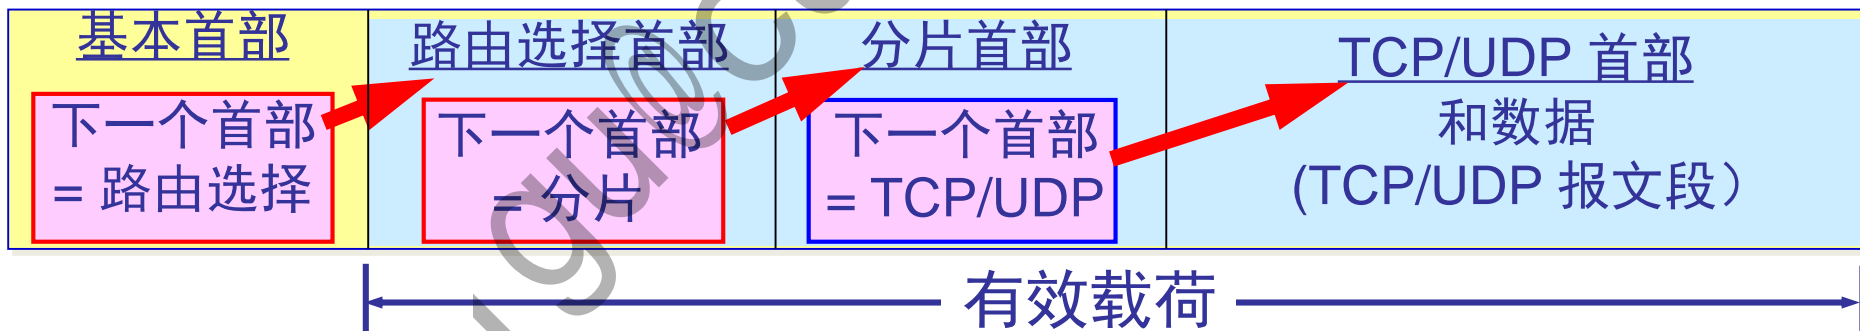 基本首部
下一个首部
= 路由选择
路由选择首部
下一个首部
= 分片
分片首部
下一个首部
= TCP/UDP
TCP/UDP 首部
和数据
(TCP/UDP 报文段）
有效载荷